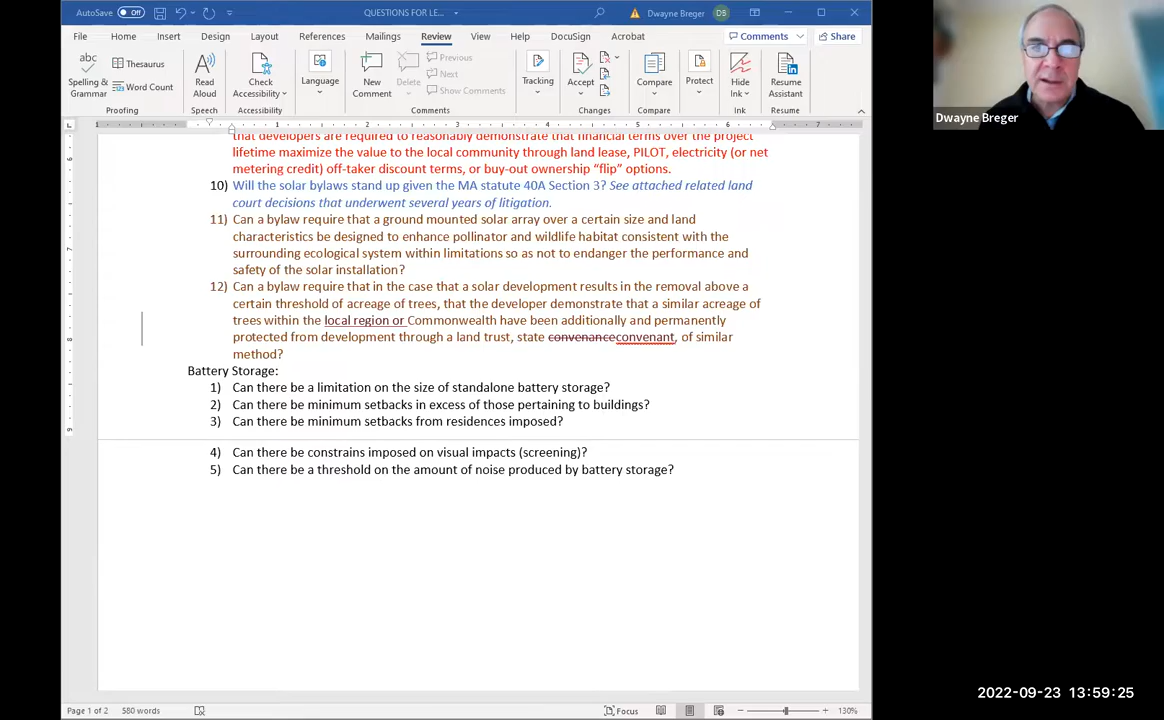 AutoSave Off QUESTIONS FOR LE... Dwayne Breger DB
File Home Insert Design Layout References Mailings Review View Help DocuSign Acrobat Comments Share
abc Spelling & Grammar Thesaurus Word Count Read Aloud Check Accessibility Language New Comment Delete Previous Next Show Comments Tracking Accept Compare Protect Hide Ink Resume Assistant
Proofing Speech Accessibility Comments Changes Compare Ink Resume
1 1 2 3 4 5 6 7
that developers are required to reasonably demonstrate that financial terms over the project
lifetime maximize the value to the local community through land lease, PILOT, electricity (or net
metering credit) off-taker discount terms, or buy-out ownership “flip” options.
10) Will the solar bylaws stand up given the MA statute 40A Section 3? See attached related land
court decisions that underwent several years of litigation.
11) Can a bylaw require that a ground mounted solar array over a certain size and land
characteristics be designed to enhance pollinator and wildlife habitat consistent with the
surrounding ecological system within limitations so as not to endanger the performance and
safety of the solar installation?
12) Can a bylaw require that in the case that a solar development results in the removal above a
certain threshold of acreage of trees, that the developer demonstrate that a similar acreage of
trees within the local region or Commonwealth have been additionally and permanently
protected from development through a land trust, state convenanceconvenant, of similar
method?
Battery Storage:
1) Can there be a limitation on the size of standalone battery storage?
2) Can there be minimum setbacks in excess of those pertaining to buildings?
3) Can there be minimum setbacks from residences imposed?
4) Can there be constrains imposed on visual impacts (screening)?
5) Can there be a threshold on the amount of noise produced by battery storage?
Page 1 of 2 580 words Focus 130%
Dwayne Breger
2022-09-23 13:59:25